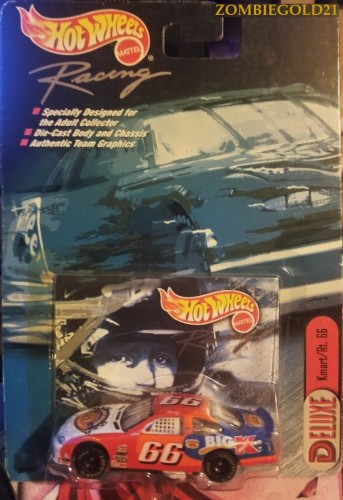 ZOMBIEGOLD21
HOT WHEELS
MATTEL
®
Racing
Specially Designed for
the Adult Collector
Die-Cast Body and Chassis
Authentic Team Graphics
HOT WHEELS
MATTEL
DELUXE
Kmart/Rt. 66
66
66
BIG K